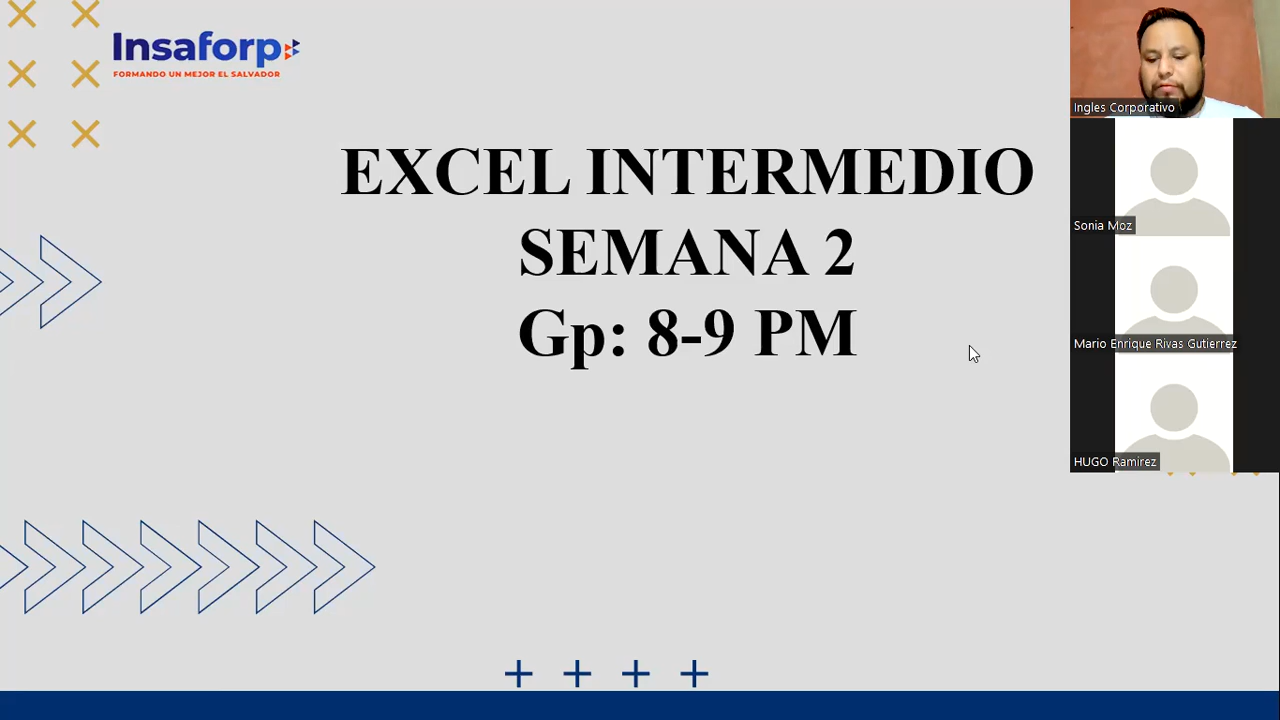 Insaforp
FORMANDO UN MEJOR EL SALVADOR
EXCEL INTERMEDIO
SEMANA 2
Gp: 8-9 PM
Ingles Corporativo
Sonia Moz
Mario Enrique Rivas Gutierrez
HUGO Ramirez